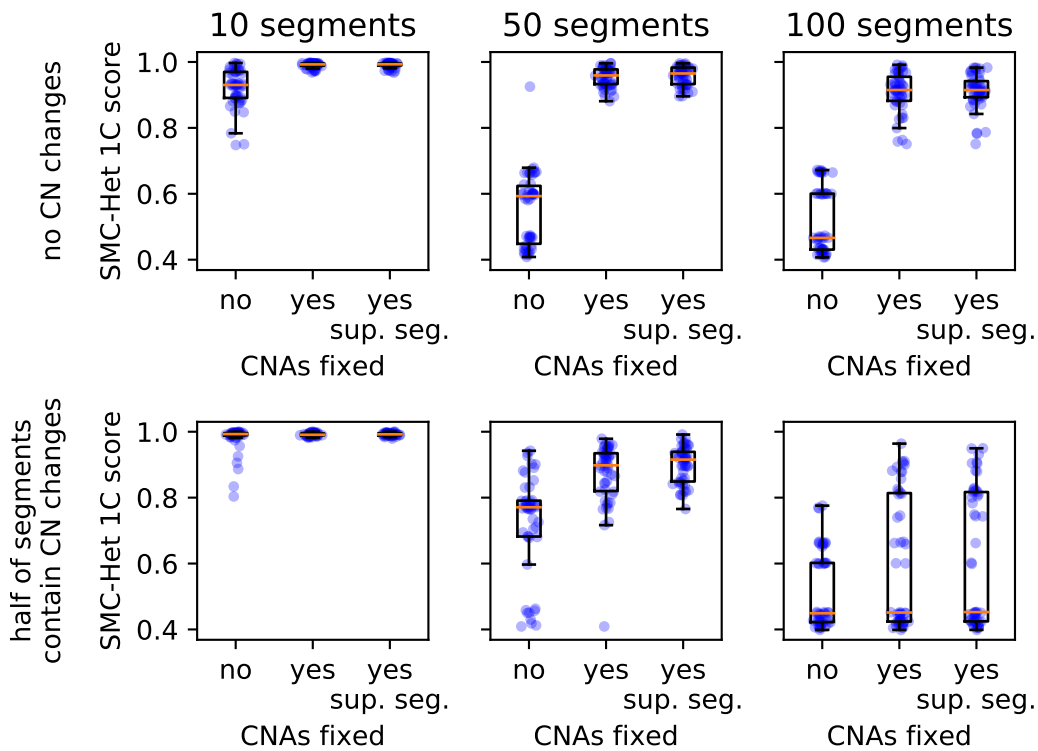 10 segments 50 segments 100 segments
no CN changes
SMC-Het 1C score
1.0
0.8
0.6
0.4
no yes yes no yes yes no yes yes
sup. seg. sup. seg. sup. seg.
CNAs fixed CNAs fixed CNAs fixed
half of segments
contain CN changes
SMC-Het 1C score
1.0
0.8
0.6
0.4
no yes yes no yes yes no yes yes
sup. seg. sup. seg. sup. seg.
CNAs fixed CNAs fixed CNAs fixed